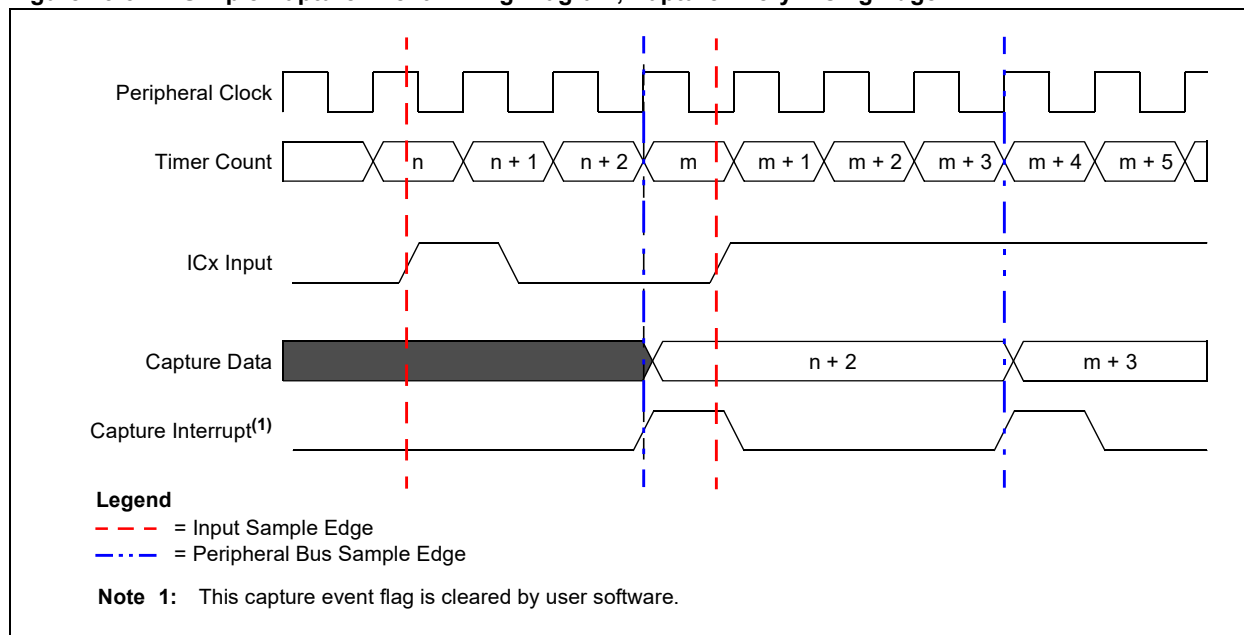 Peripheral Clock
Timer Count n n + 1 n + 2 m m + 1 m + 2 m + 3 m + 4 m + 5
ICx Input
Capture Data n + 2 m + 3
Capture Interrupt(1)
Legend
= Input Sample Edge
= Peripheral Bus Sample Edge
Note 1: This capture event flag is cleared by user software.